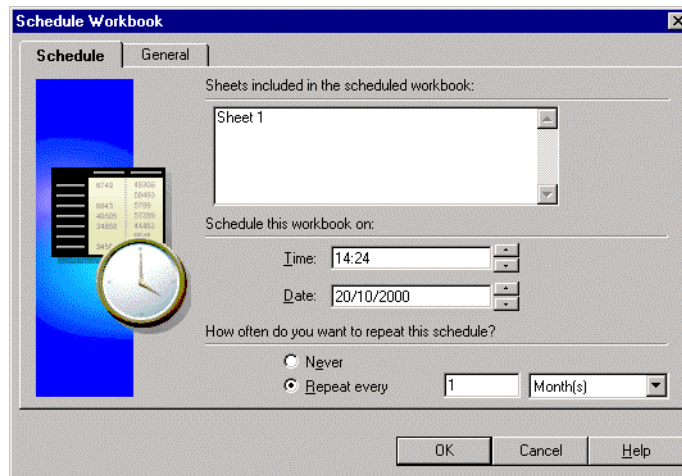 Schedule Workbook
Schedule General
Sheets included in the scheduled workbook:
Sheet 1
Schedule this workbook on:
Time: 14:24
Date: 20/10/2000
How often do you want to repeat this schedule?
Never
Repeat every 1 Month(s)
OK Cancel Help